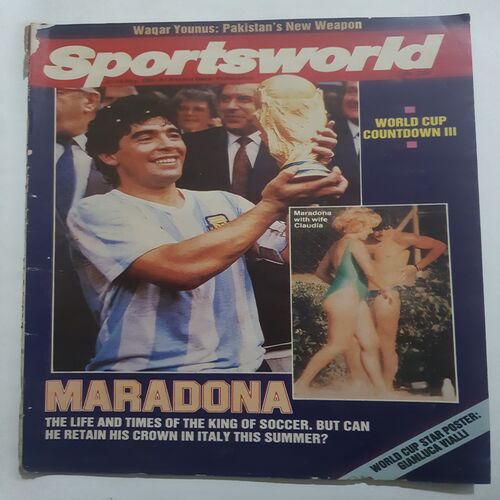 Waqar Younus: Pakistan's New Weapon
Sportsworld
WORLD CUP
COUNTDOWN III
Maradona
with wife
Claudia
MARADONA
THE LIFE AND TIMES OF THE KING OF SOCCER. BUT CAN
HE RETAIN HIS CROWN IN ITALY THIS SUMMER?
WORLD CUP STAR POSTER:
GIANLUCA VIALLI